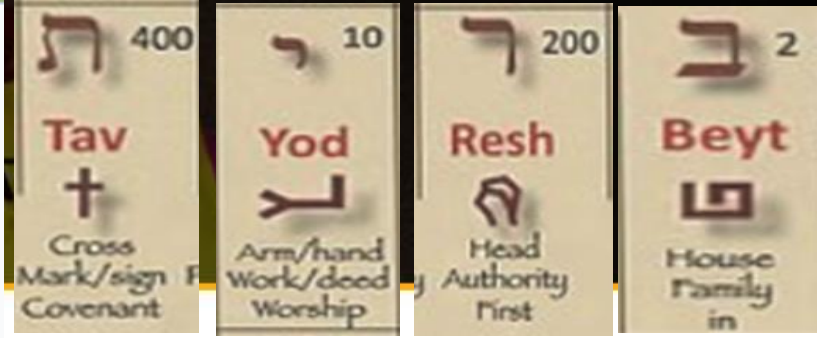 ת 400
Tav
Cross
Mark/sign
Covenant
י 10
Yod
Arm/hand
Work/deed
Worship
ר 200
Resh
Head
Authority
First
ב 2
Beyt
House
Family
in